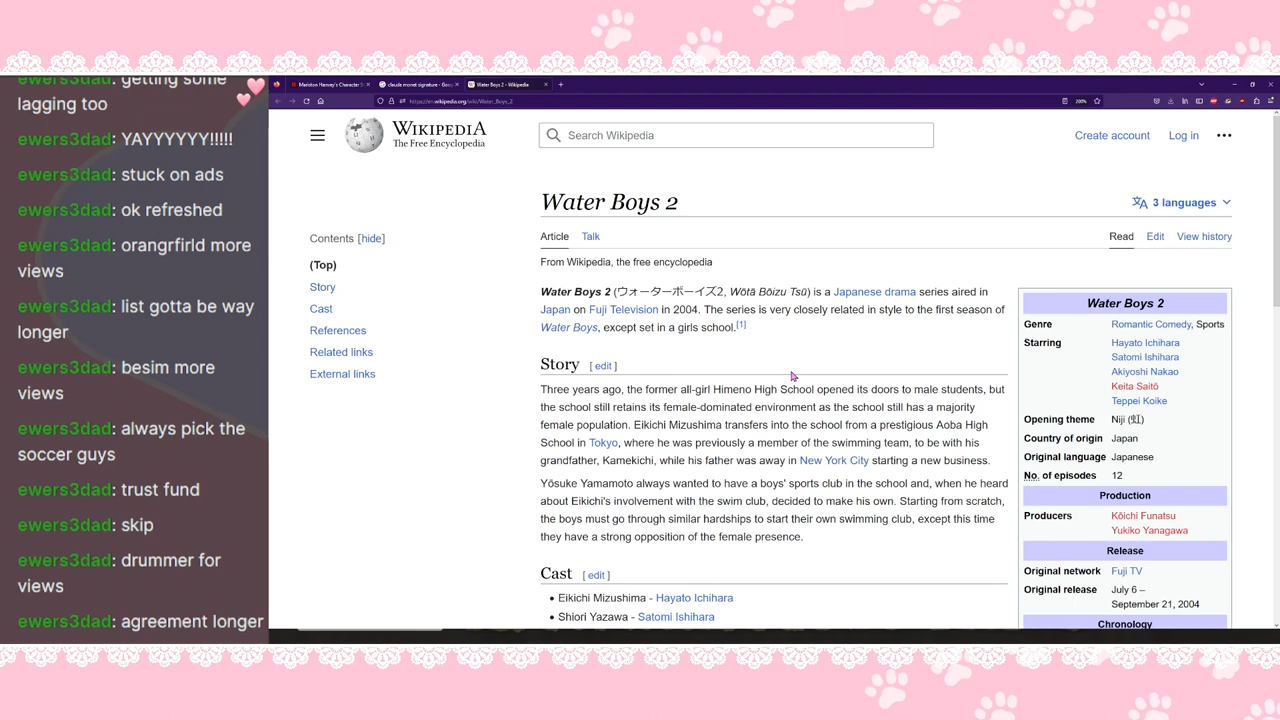 getting some
lagging too
ewers3dad: YAYYYYYY!!!!!
ewers3dad: stuck on ads
ewers3dad: ok refreshed
ewers3dad: orangrfirld more
views
ewers3dad: list gotta be way
longer
ewers3dad: besim more
views
ewers3dad: always pick the
soccer guys
ewers3dad: trust fund
ewers3dad: skip
ewers3dad: drummer for
views
ewers3dad: agreement longer
claude monet signature - Goo
Water Boys 2 - Wikipedia
https://en.wikipedia.org/wiki/Water_Boys_2
200%
WIKIPEDIA
The Free Encyclopedia
Search Wikipedia
Create account
Log in
Water Boys 2
3 languages
Contents [hide]
(Top)
Story
Cast
References
Related links
External links
Article
Talk
Read
Edit
View history
From Wikipedia, the free encyclopedia
Water Boys 2 (ウォーターボーイズ2, Wōtā Bōizu Tsū) is a Japanese drama series aired in
Japan on Fuji Television in 2004. The series is very closely related in style to the first season of
Water Boys, except set in a girls school.[1]
Story [ edit ]
Three years ago, the former all-girl Himeno High School opened its doors to male students, but
the school still retains its female-dominated environment as the school still has a majority
female population. Eikichi Mizushima transfers into the school from a prestigious Aoba High
School in Tokyo, where he was previously a member of the swimming team, to be with his
grandfather, Kamekichi, while his father was away in New York City starting a new business.
Yōsuke Yamamoto always wanted to have a boys' sports club in the school and, when he
heard about Eikichi's involvement with the swim club, decided to make his own. Starting from scratch,
the boys must go through similar hardships to start their own swimming club, except this time
they have a strong opposition of the female presence.
Cast [ edit ]
• Eikichi Mizushima - Hayato Ichihara
• Shiori Yazawa - Satomi Ishihara
Water Boys 2
Genre Romantic Comedy, Sports
Starring Hayato Ichihara
Satomi Ishihara
Akiyoshi Nakao
Keita Saitō
Teppei Koike
Opening theme Niji (虹)
Country of origin Japan
Original language Japanese
No. of episodes 12
Production
Producers Kōichi Funatsu
Yukiko Yanagawa
Release
Original network Fuji TV
Original release July 6 –
September 21, 2004
Chronology